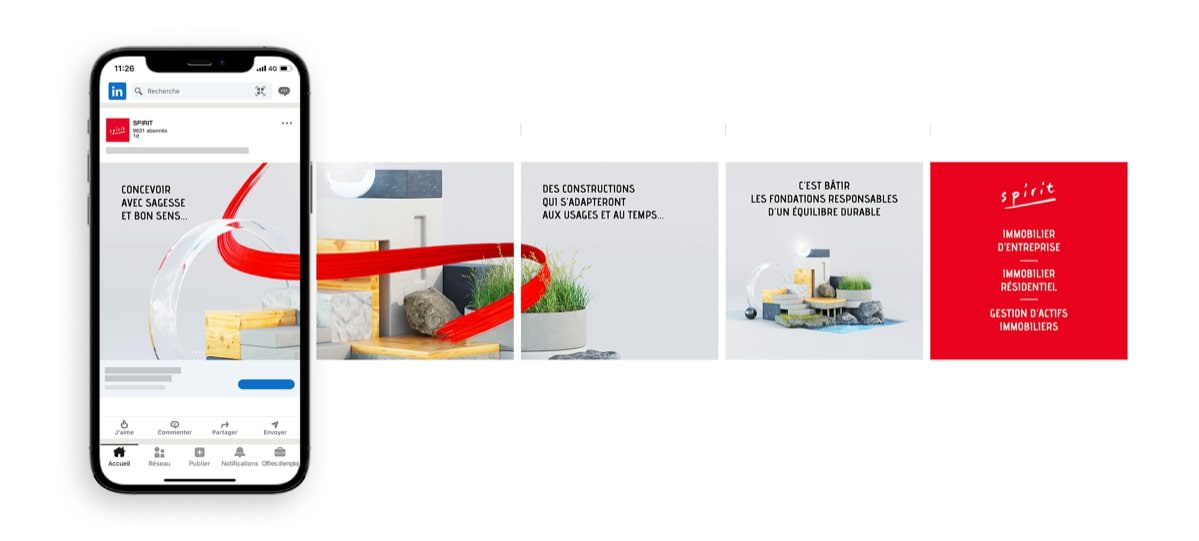 11:26
4G
in
Recherche
spirit
SPIRIT
9631 abonnés
1d
CONCEVOIR
AVEC SAGESSE
ET BON SENS...
J'aime
Commenter
Partager
Envoyer
Accueil
Réseau
Publier
Notifications
Offres d'emploi
DES CONSTRUCTIONS
QUI S'ADAPTERONT
AUX USAGES ET AU TEMPS...
C'EST BÂTIR
LES FONDATIONS RESPONSABLES
D'UN ÉQUILIBRE DURABLE
spirit
IMMOBILIER
D'ENTREPRISE
IMMOBILIER
RÉSIDENTIEL
GESTION D'ACTIFS
IMMOBILIERS